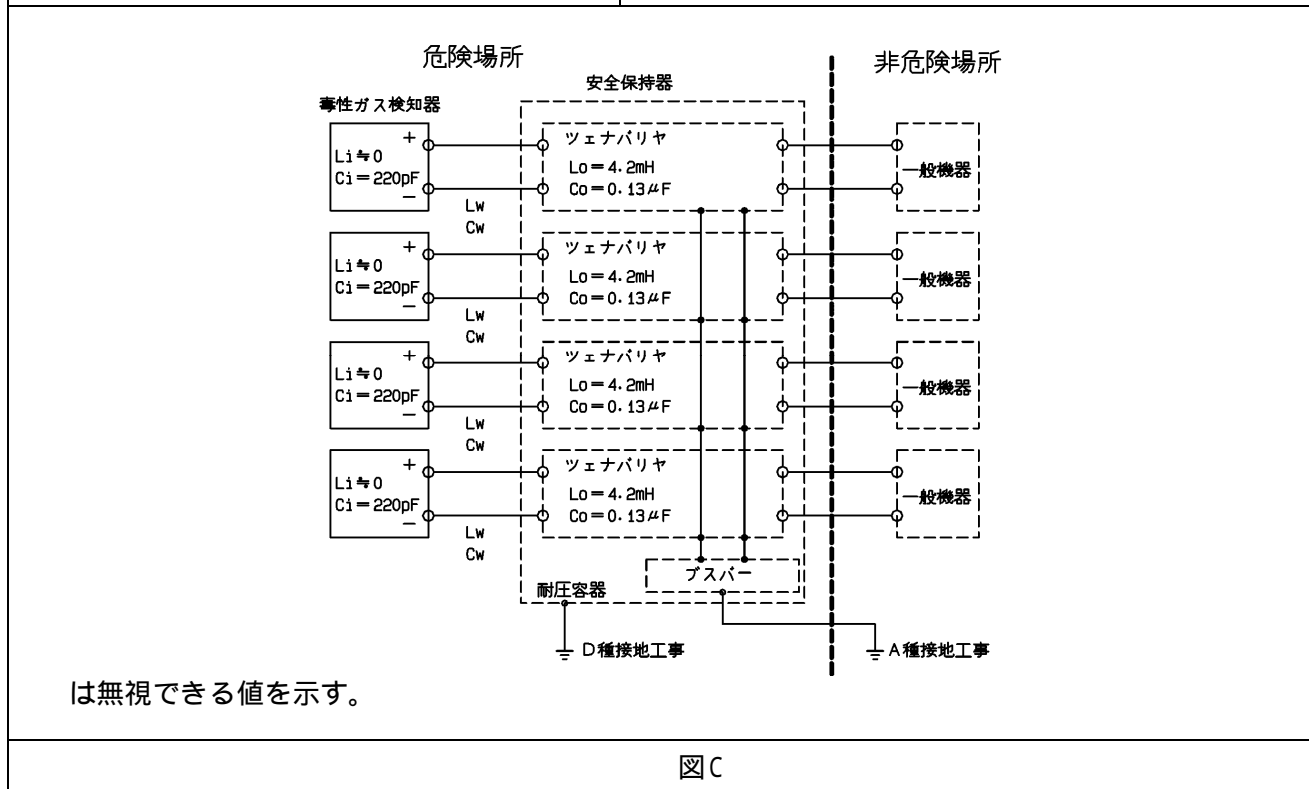 危険場所
非危険場所
安全保持器
毒性ガス検知器
+
Li≒0
Ci=220pF
−
Lw
Cw
ツェナバリヤ
Lo=4.2mH
Co=0.13μF
一般機器
+
Li≒0
Ci=220pF
−
Lw
Cw
ツェナバリヤ
Lo=4.2mH
Co=0.13μF
一般機器
+
Li≒0
Ci=220pF
−
Lw
Cw
ツェナバリヤ
Lo=4.2mH
Co=0.13μF
一般機器
+
Li≒0
Ci=220pF
−
Lw
Cw
ツェナバリヤ
Lo=4.2mH
Co=0.13μF
一般機器
ブスバー
耐圧容器
D種接地工事
A種接地工事
は無視できる値を示す。
図C